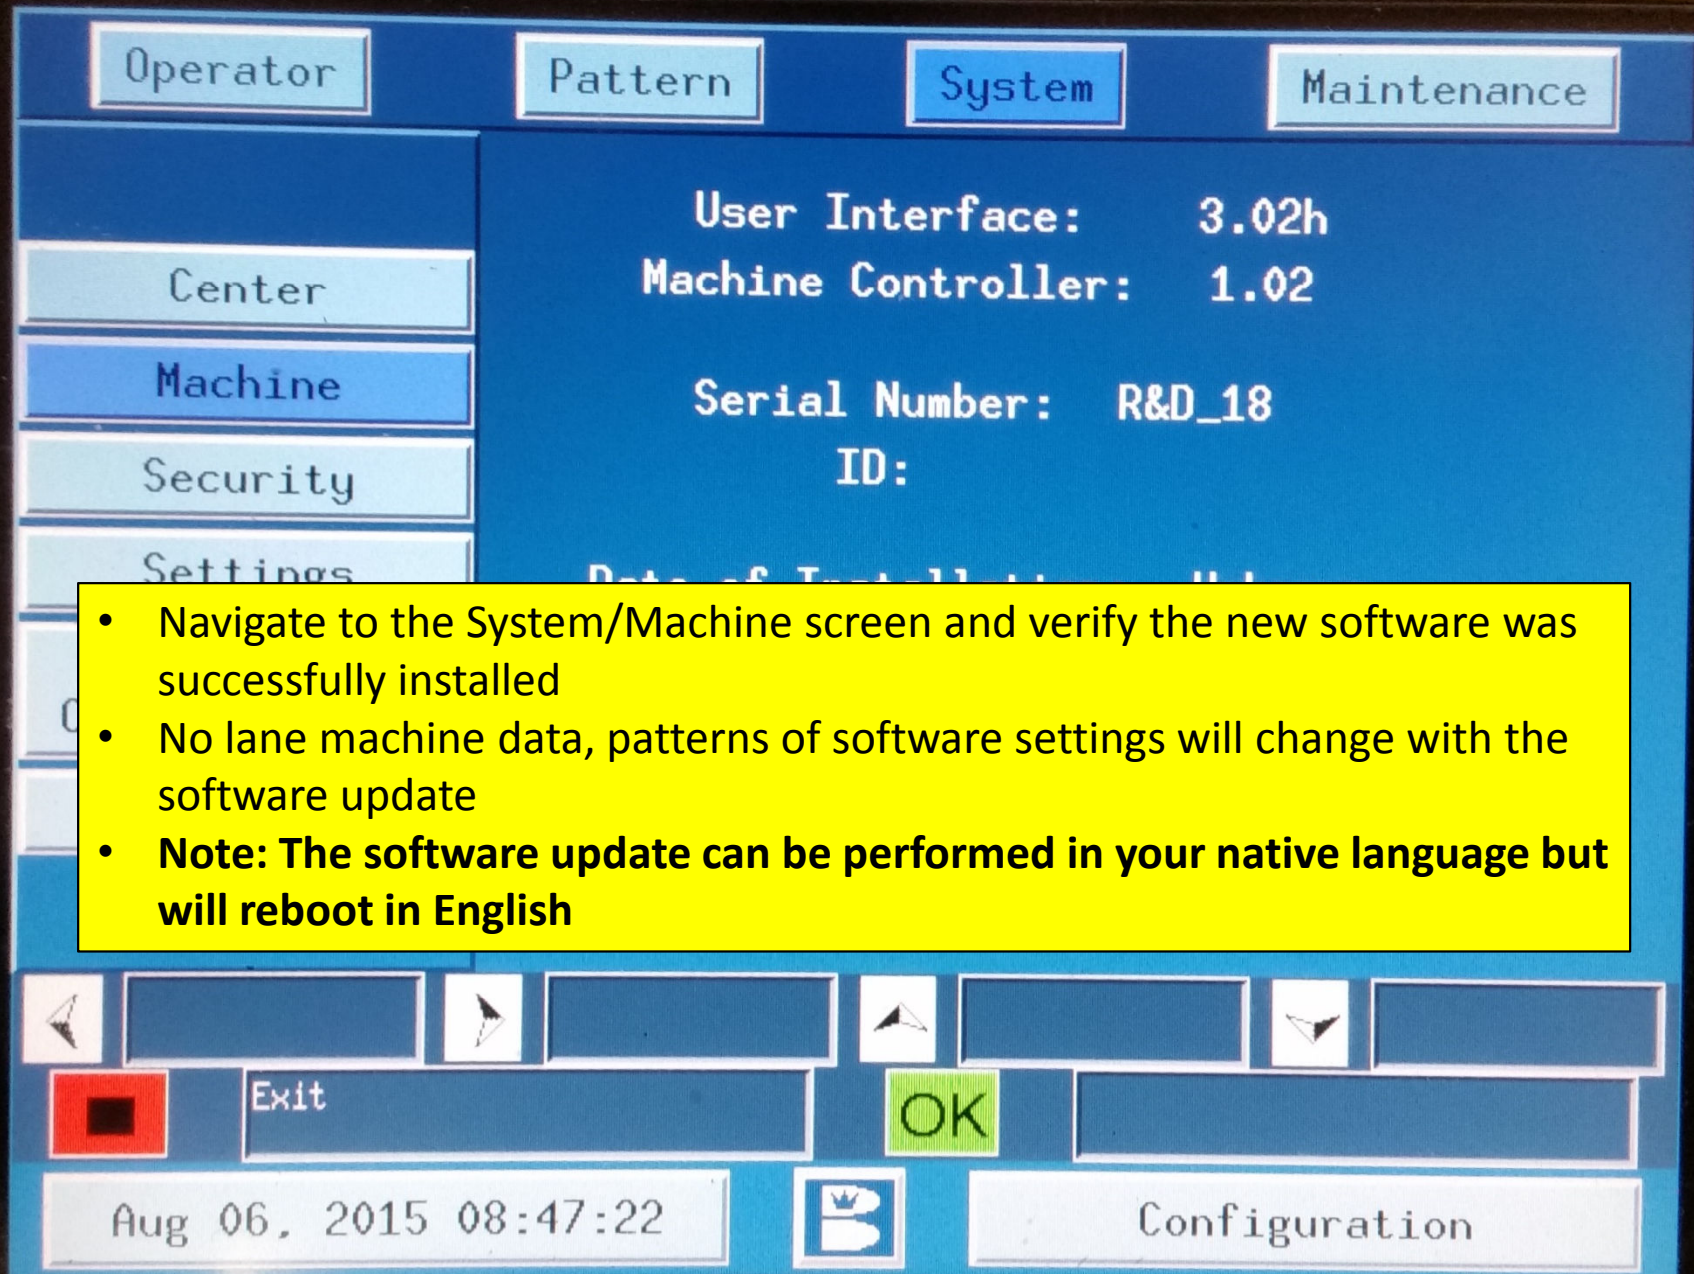 Operator
Pattern
System
Maintenance
User Interface: 3.02h
Center
Machine Controller: 1.02
Machine
Serial Number: R&D_18
Security
ID:
Settings
Date of
• Navigate to the System/Machine screen and verify the new software was
successfully installed
• No lane machine data, patterns of software settings will change with the
software update
• Note: The software update can be performed in your native language but
will reboot in English
Exit
OK
Aug 06, 2015 08:47:22
Configuration